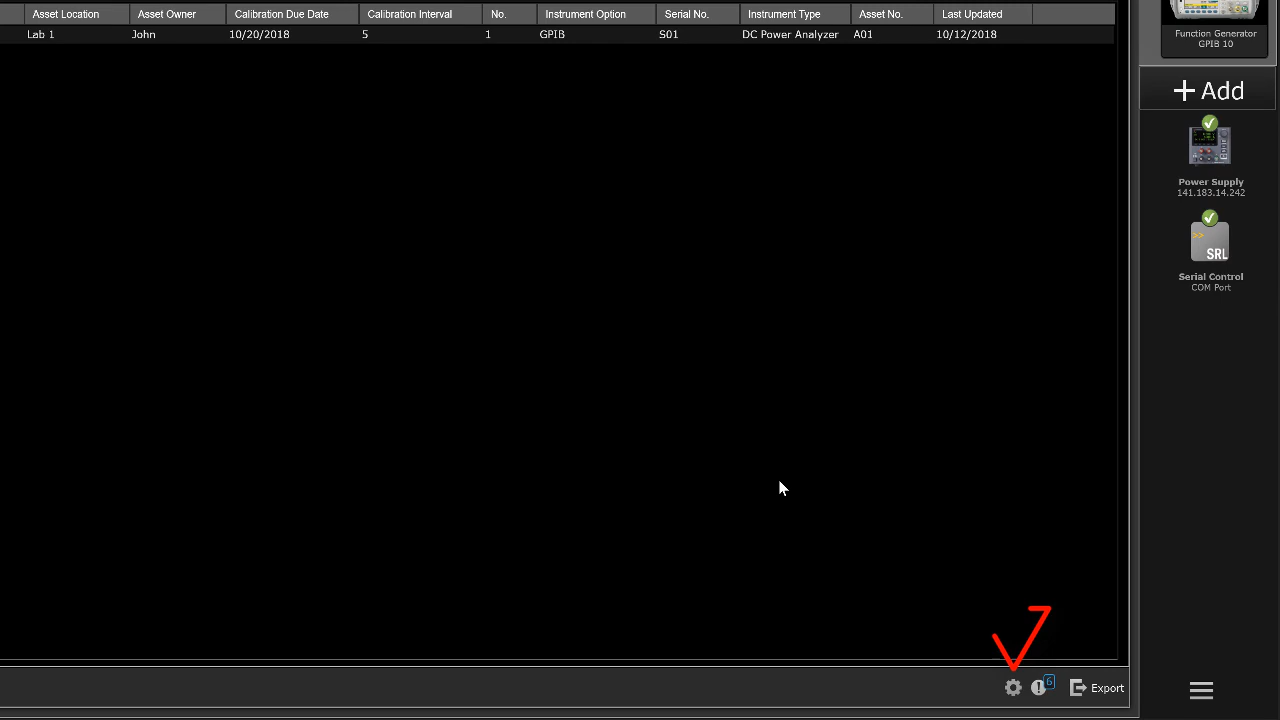 Asset Location Asset Owner Calibration Due Date Calibration Interval No Instrument Option Serial No. Instrument Type Asset No. Last Updated
Lab 1 John 10/20/2018 5 1 GPIB S01 DC Power Analyzer A01 10/12/2018
Function Generator
GPIB 10
+ Add
Power Supply
141.183.14.242
>>
SRL
Serial Control
COM Port
6 Export